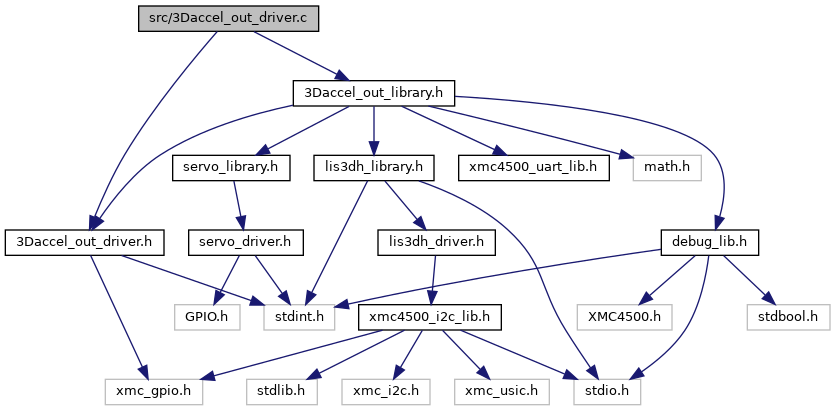 src/3Daccel_out_driver.c
3Daccel_out_library.h
servo_library.h
lis3dh_library.h
xmc4500_uart_lib.h
math.h
3Daccel_out_driver.h
servo_driver.h
lis3dh_driver.h
debug_lib.h
GPIO.h
stdint.h
xmc4500_i2c_lib.h
XMC4500.h
stdbool.h
xmc_gpio.h
stdlib.h
xmc_i2c.h
xmc_usic.h
stdio.h